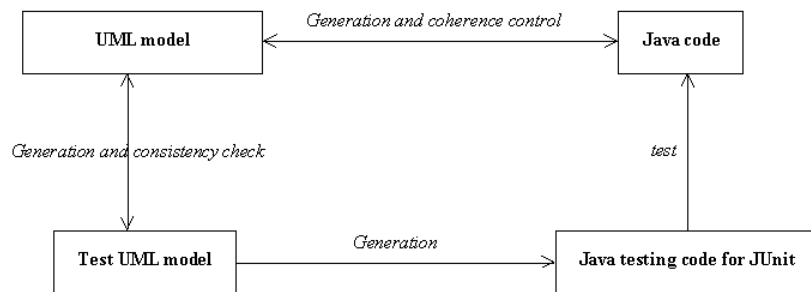 Generation and coherence control
UML model
Java code
Generation and consistency check
test
Generation
Test UML model
Java testing code for JUnit